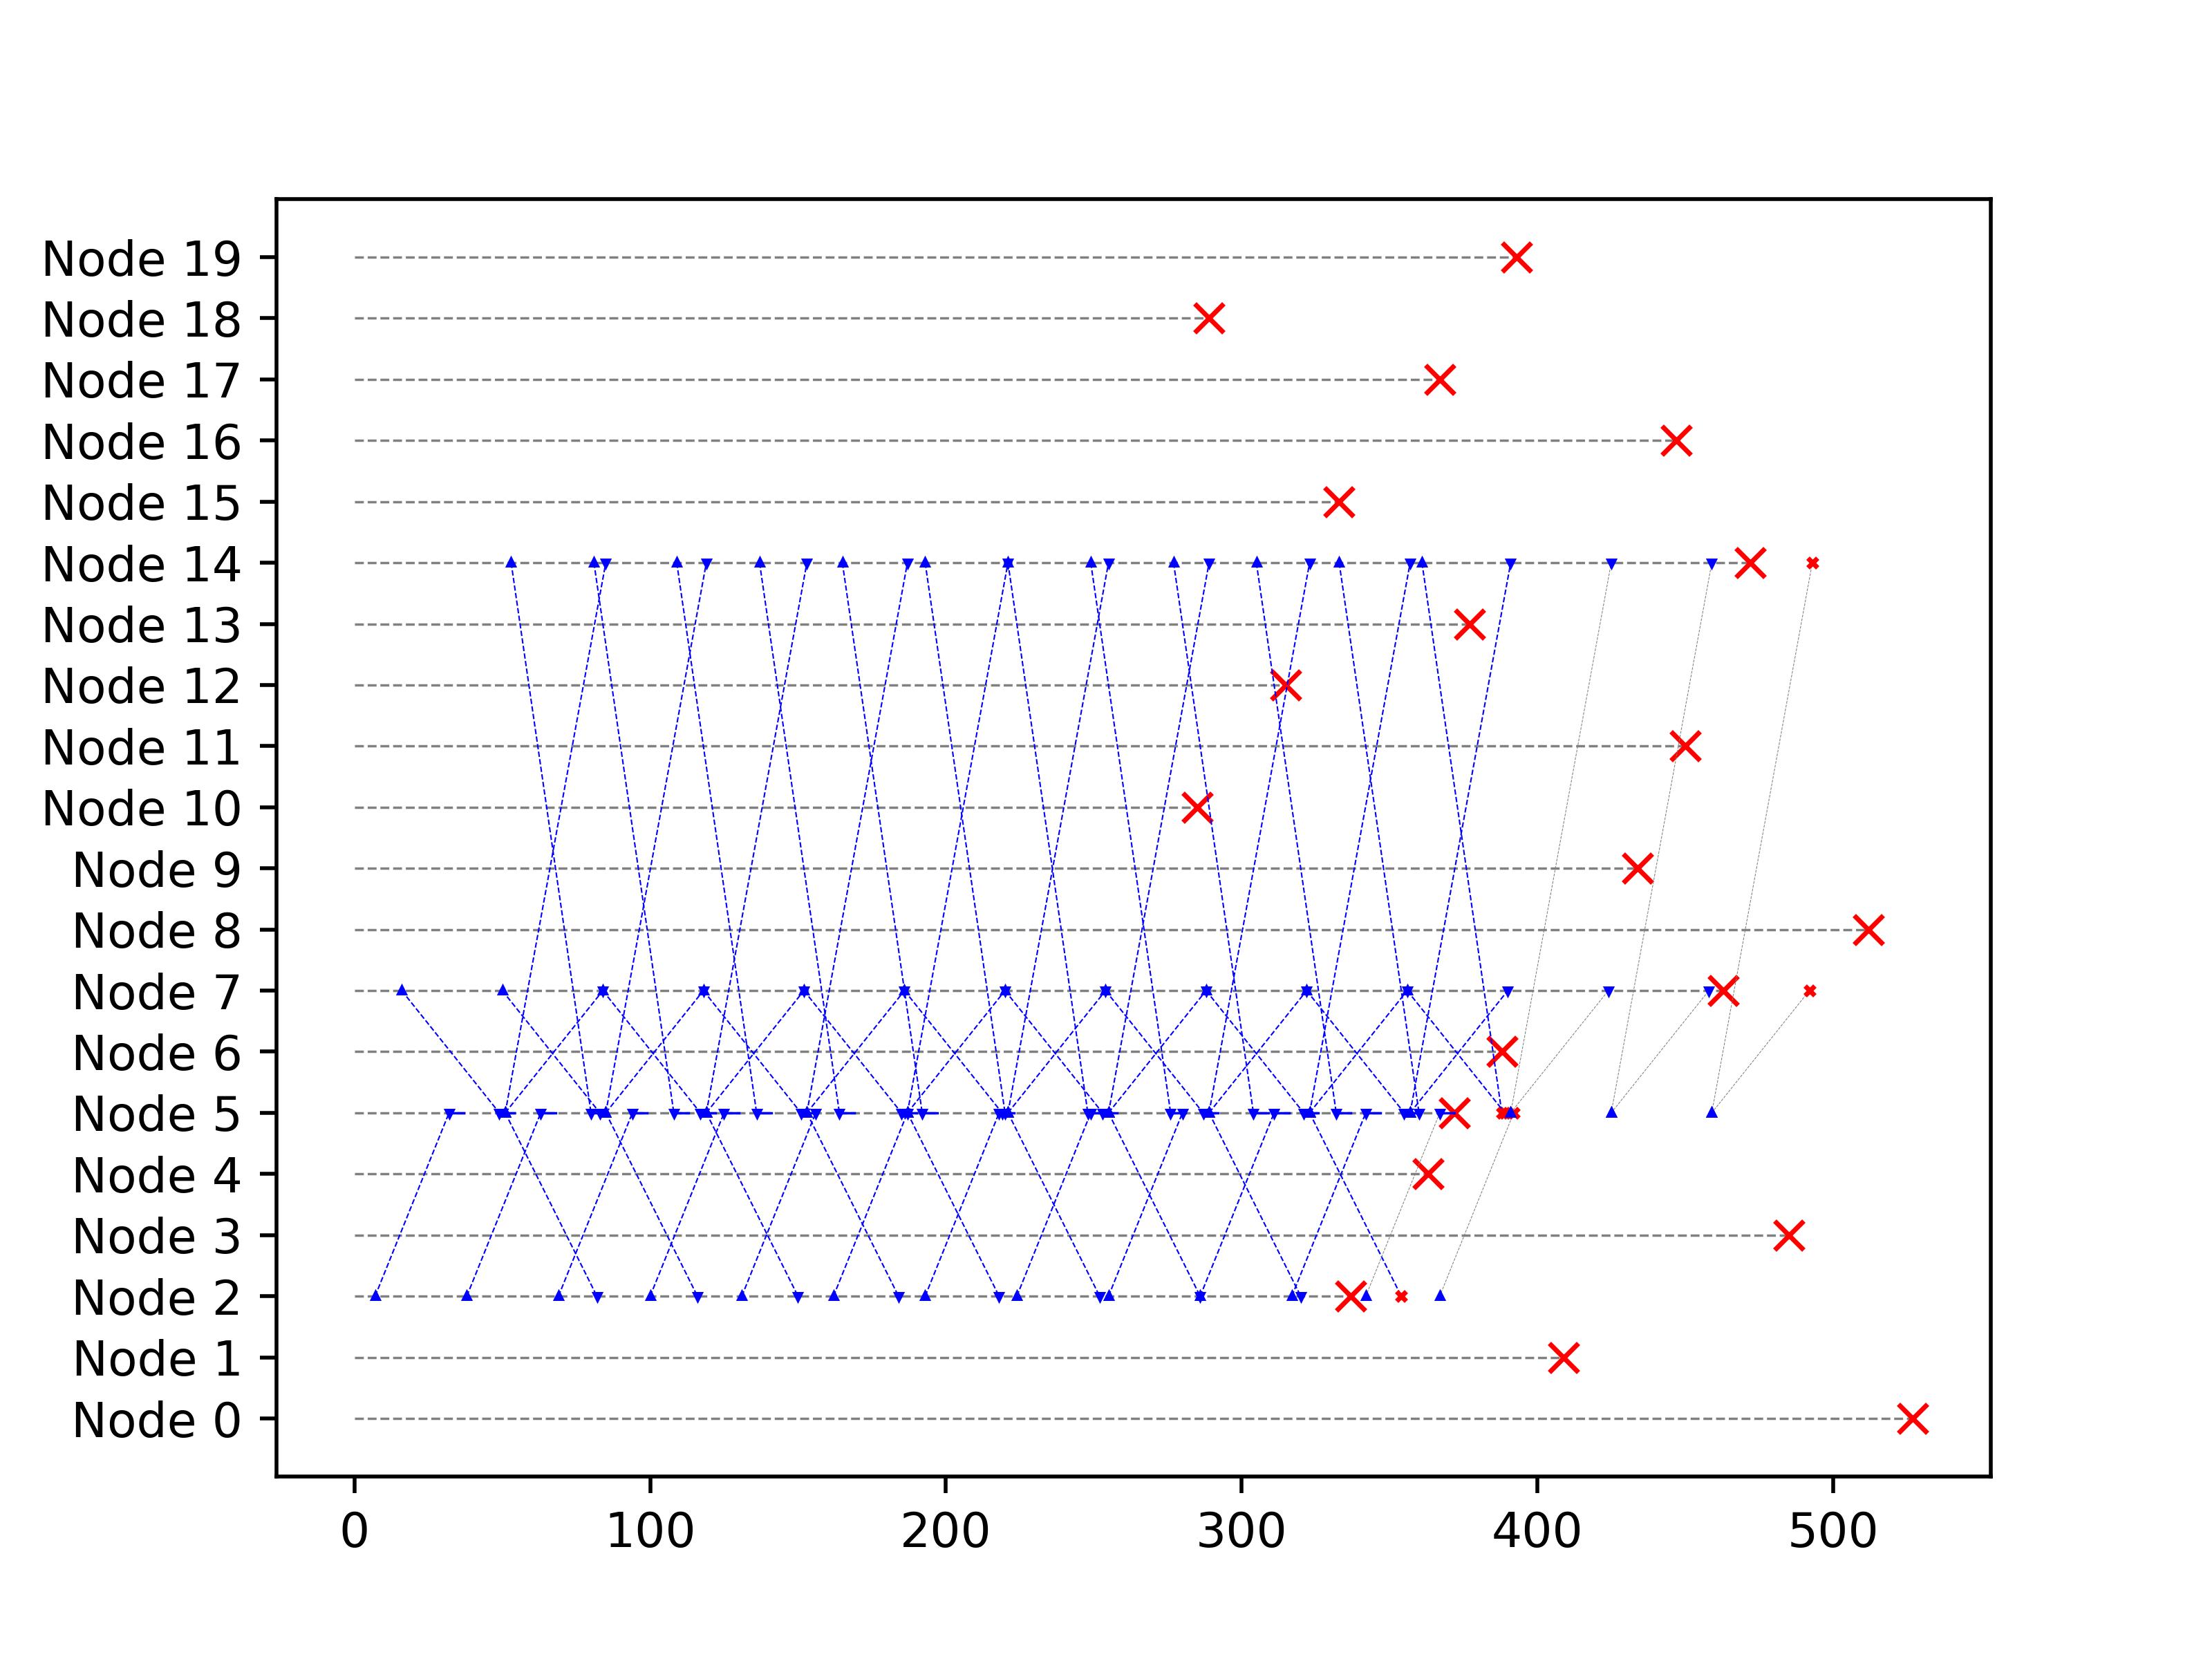 Node 19
Node 18
Node 17
Node 16
Node 15
Node 14
Node 13
Node 12
Node 11
Node 10
Node 9
Node 8
Node 7
Node 6
Node 5
Node 4
Node 3
Node 2
Node 1
Node 0
0 100 200 300 400 500